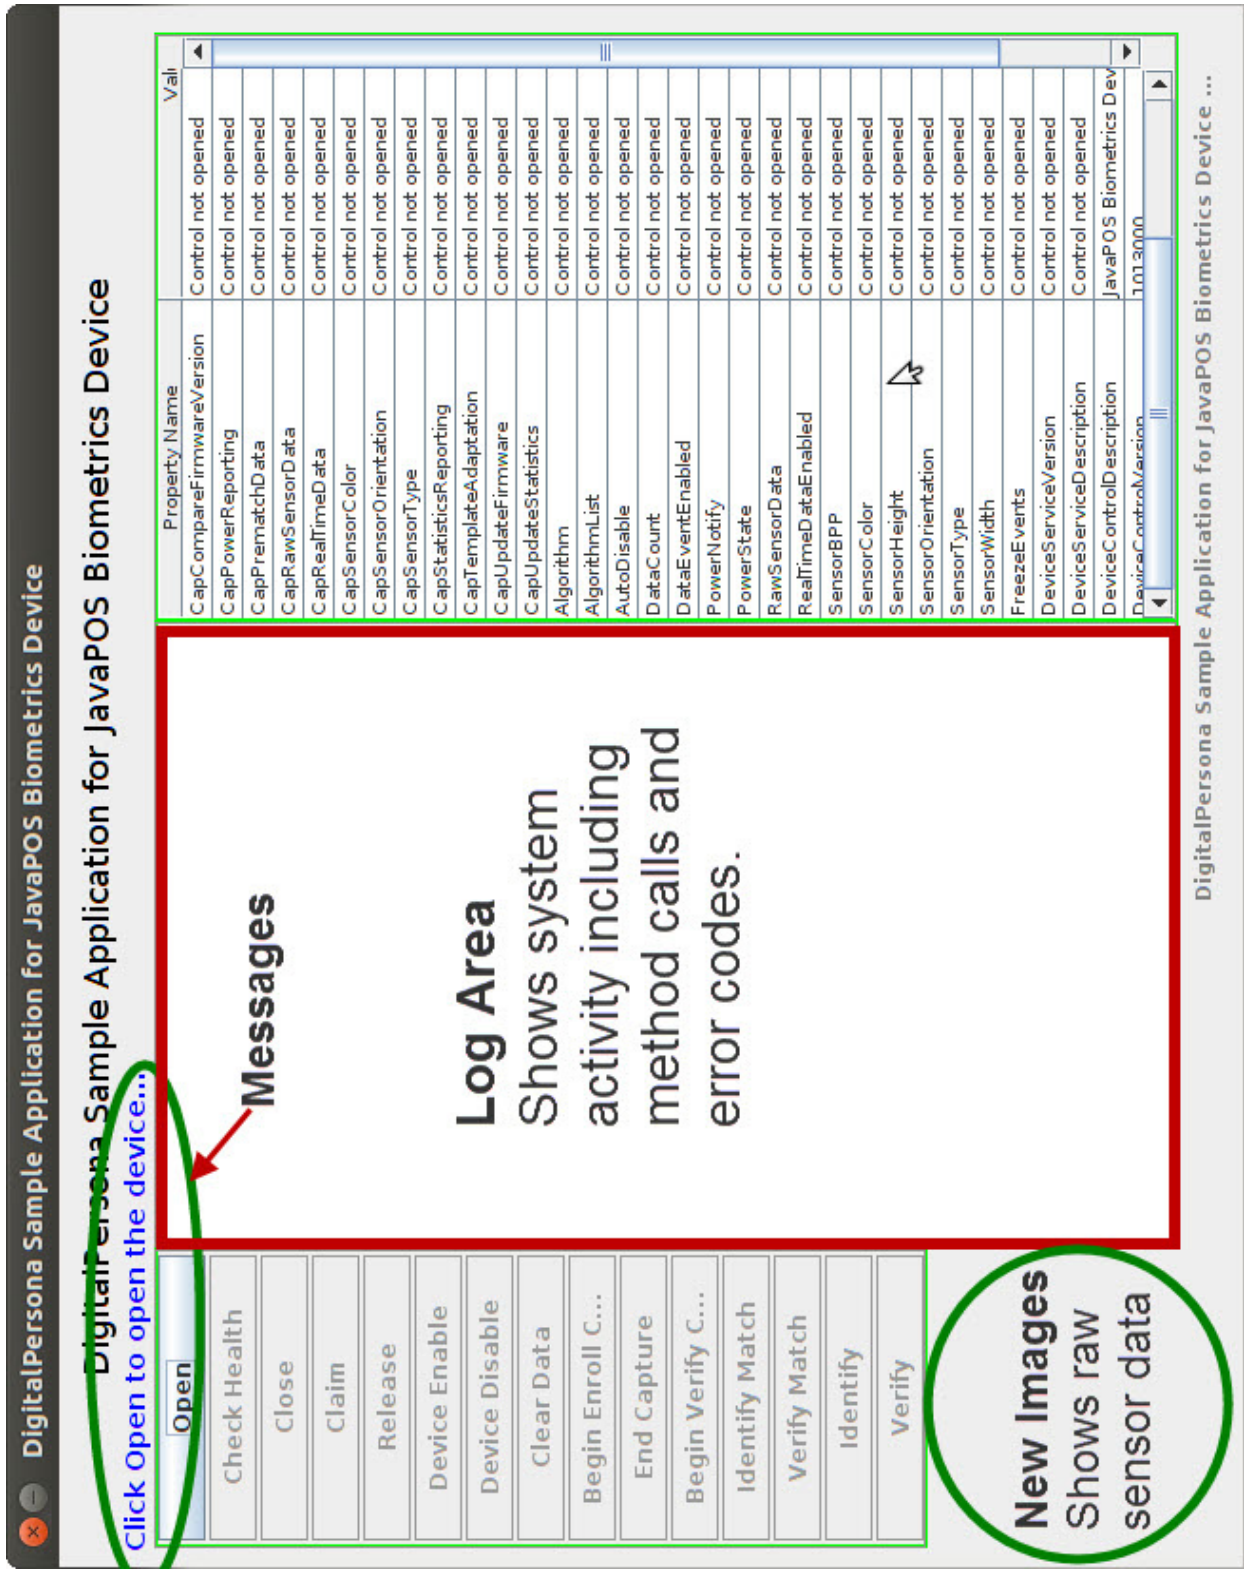 DigitalPersona Sample Application for JavaPOS Biometrics Device
DigitalPersona Sample Application for JavaPOS Biometrics Device
Click Open to open the device...
Open
Check Health
Close
Claim
Release
Device Enable
Device Disable
Clear Data
Begin Enroll C...
End Capture
Begin Verify C...
Identify Match
Verify Match
Identify
Verify
New Images
Shows raw
sensor data
Messages
Log Area
Shows system
activity including
method calls and
error codes.
Property Name Val
CapCompareFirmwareVersion Control not opened
CapPowerReporting Control not opened
CapPrematchData Control not opened
CapRawSensorData Control not opened
CapRealTimeData Control not opened
CapSensorColor Control not opened
CapSensorOrientation Control not opened
CapSensorType Control not opened
CapStatisticsReporting Control not opened
CapTemplateAdaptation Control not opened
CapUpdateFirmware Control not opened
CapUpdateStatistics Control not opened
Algorithm Control not opened
AlgorithmList Control not opened
AutoDisable Control not opened
DataCount Control not opened
DataEventEnabled Control not opened
PowerNotify Control not opened
PowerState Control not opened
RawSensorData Control not opened
RealTimeDataEnabled Control not opened
SensorBPP Control not opened
SensorColor Control not opened
SensorHeight Control not opened
SensorOrientation Control not opened
SensorType Control not opened
SensorWidth Control not opened
FreezeEvents Control not opened
DeviceServiceVersion Control not opened
DeviceServiceDescription Control not opened
DeviceControlDescription JavaPOS Biometrics Dev
DeviceControlVersion 1013000
DigitalPersona Sample Application for JavaPOS Biometrics Device ...